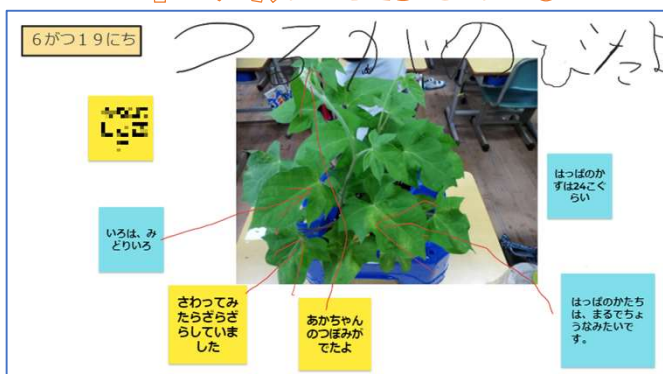 6がつ19にち
つるがのびたよ
はっぱのか
ずは24こぐ
らい
いろは、み
どりいろ
さわってみ
たらざらざ
らしていま
した
あかちゃん
のつぼみが
でたよ
はっぱのかたち
は、まるでちょ
うなみたいで
す。